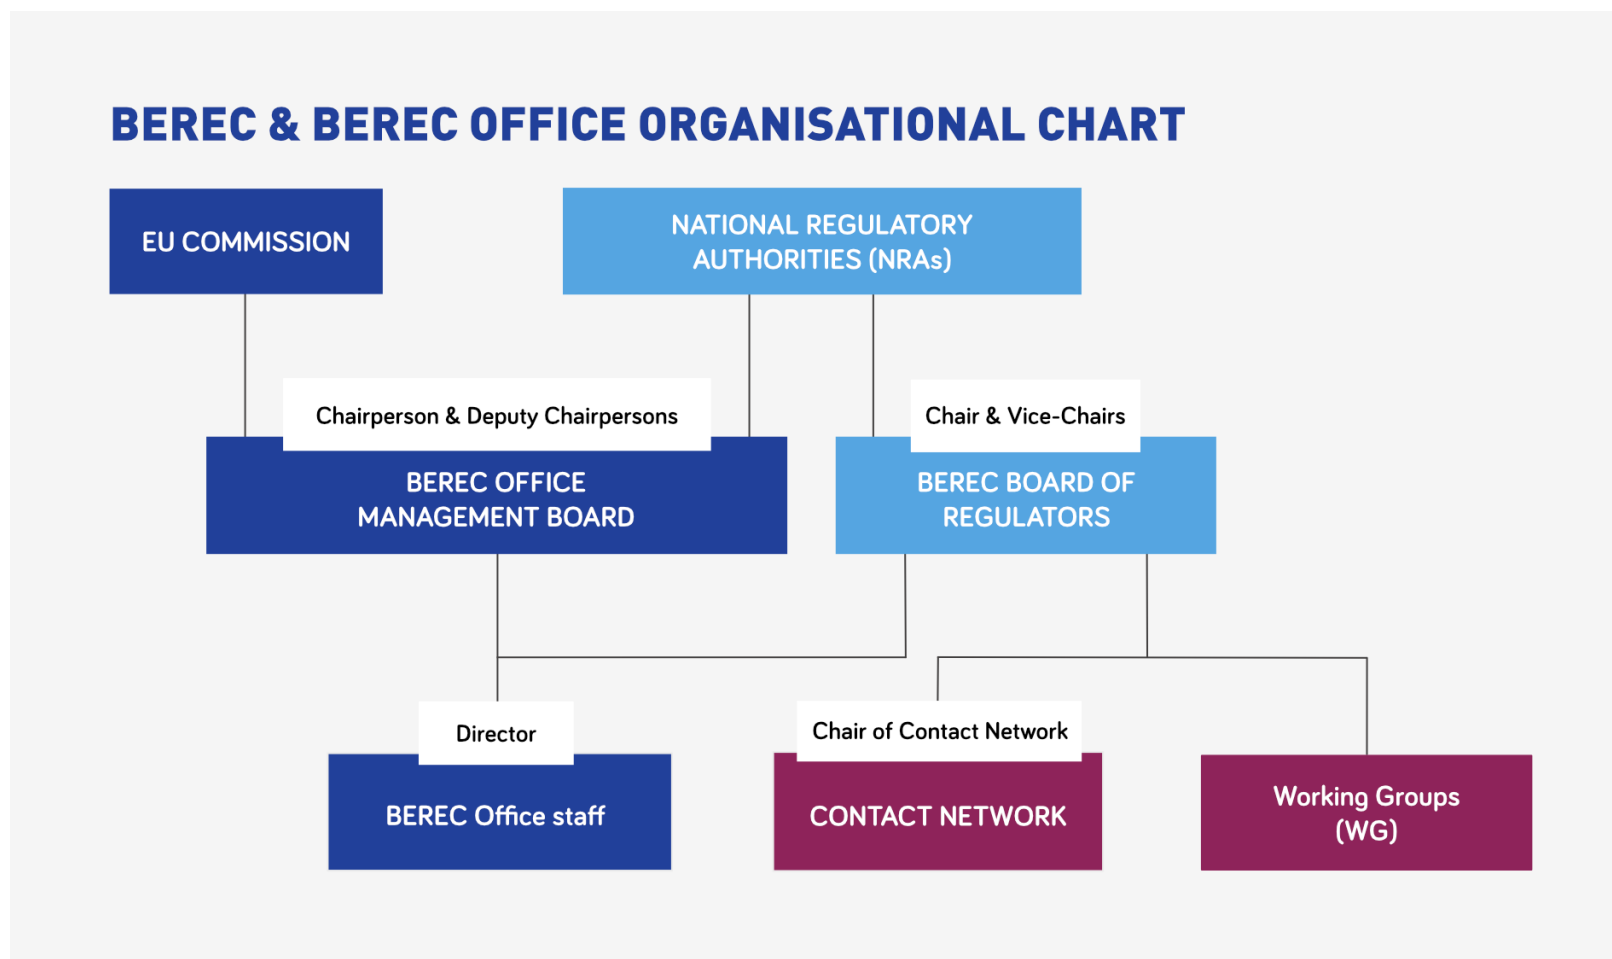 BEREC & BEREC OFFICE ORGANISATIONAL CHART
EU COMMISSION
NATIONAL REGULATORY
AUTHORITIES (NRAs)
Chairperson & Deputy Chairpersons
BEREC OFFICE
MANAGEMENT BOARD
Chair & Vice-Chairs
BEREC BOARD OF
REGULATORS
Director
BEREC Office staff
Chair of Contact Network
CONTACT NETWORK
Working Groups
(WG)